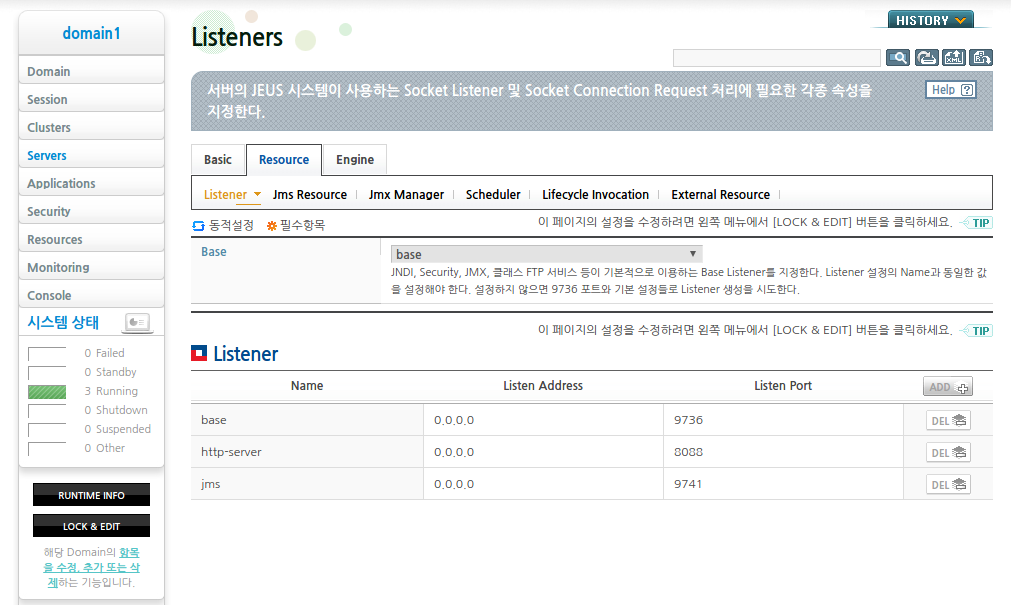 domain1
Domain
Session
Clusters
Servers
Applications
Security
Resources
Monitoring
Console
시스템 상태
0 Failed
0 Standby
3 Running
0 Shutdown
0 Suspended
0 Other
RUNTIME INFO
LOCK & EDIT
해당 Domain의 항목
을 수정, 추가 또는 삭
제하는 기능입니다.
HISTORY
Listeners
서버의 JEUS 시스템이 사용하는 Socket Listener 및 Socket Connection Request 처리에 필요한 각종 속성을
지정한다.
Help ?
Basic Resource Engine
Listener Jms Resource Jmx Manager Scheduler Lifecycle Invocation External Resource
동적설정 필수항목 이 페이지의 설정을 수정하려면 왼쪽 메뉴에서 [LOCK & EDIT] 버튼을 클릭하세요. TIP
Base base
JNDI, Security, JMX, 클래스 FTP 서비스 등이 기본적으로 이용하는 Base Listener를 지정한다. Listener 설정의 Name과 동일한 값
을 설정해야 한다. 설정하지 않으면 9736 포트와 기본 설정들로 Listener 생성을 시도한다.
이 페이지의 설정을 수정하려면 왼쪽 메뉴에서 [LOCK & EDIT] 버튼을 클릭하세요. TIP
Listener
Name Listen Address Listen Port ADD
base 0.0.0.0 9736 DEL
http-server 0.0.0.0 8088 DEL
jms 0.0.0.0 9741 DEL